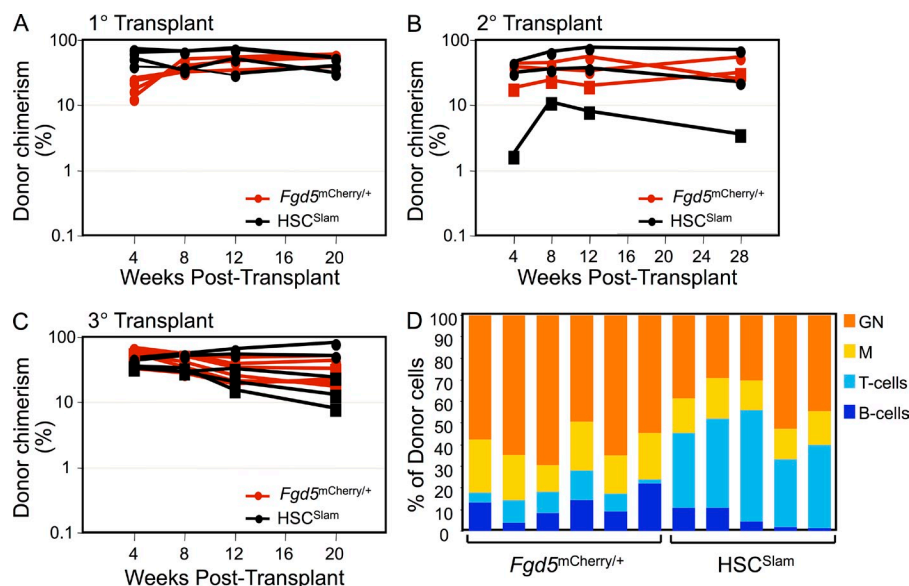 A
1° Transplant
Donor chimerism
(%)
100
10
1
0.1
Fgd5mCherry/+
HSCSlam
4 8 12 16 20
Weeks Post-Transplant
B
2° Transplant
Donor chimerism
(%)
100
10
1
0.1
Fgd5mCherry/+
HSCSlam
4 8 12 16 20 24 28
Weeks Post-Transplant
C
3° Transplant
Donor chimerism
(%)
100
10
1
0.1
Fgd5mCherry/+
HSCSlam
4 8 12 16 20
Weeks Post-Transplant
D
% of Donor cells
100
90
80
70
60
50
40
30
20
10
0
GN
M
T-cells
B-cells
Fgd5mCherry/+
HSCSlam